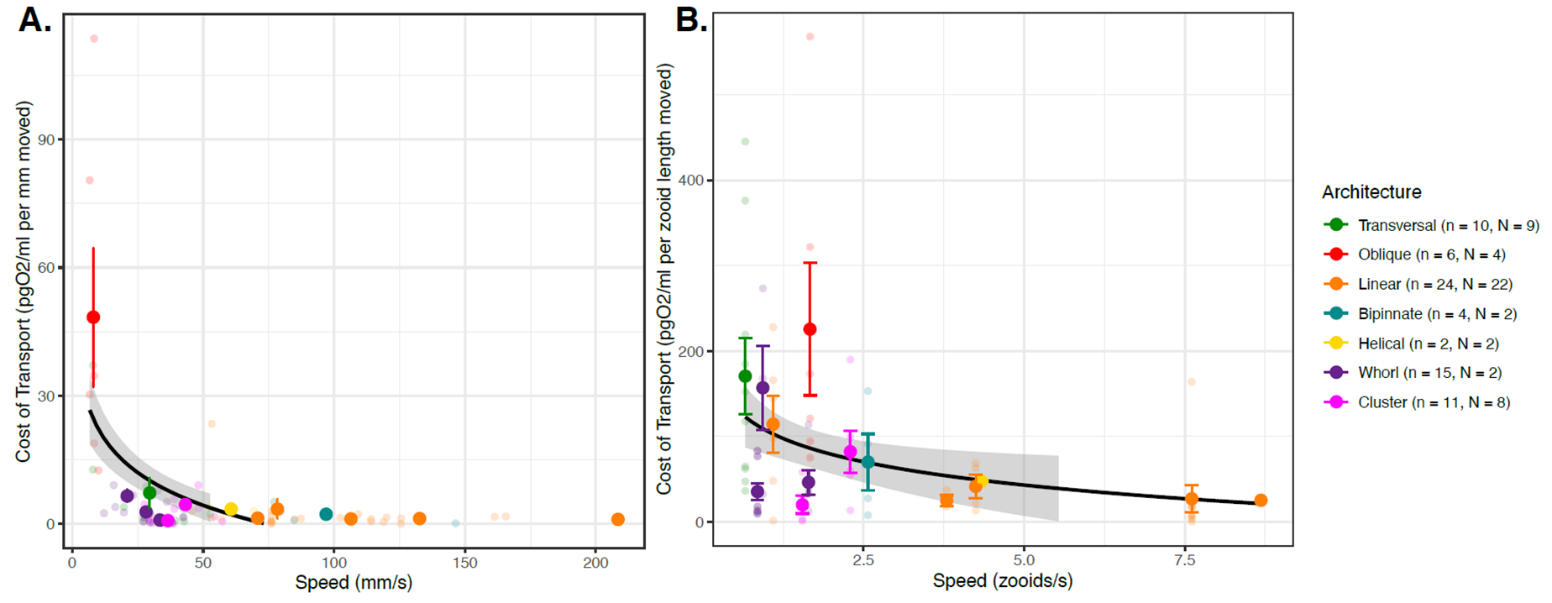 A.
Cost of Transport (pgO2/ml per mm moved)
90
60
30
0
0
50
100
150
200
Speed (mm/s)
B.
Cost of Transport (pgO2/ml per zooid length moved)
400
200
0
2.5
5.0
7.5
Speed (zooids/s)
Architecture
Transversal (n = 10, N = 9)
Oblique (n = 6, N = 4)
Linear (n = 24, N = 22)
Bipinnate (n = 4, N = 2)
Helical (n = 2, N = 2)
Whorl (n = 15, N = 2)
Cluster (n = 11, N = 8)